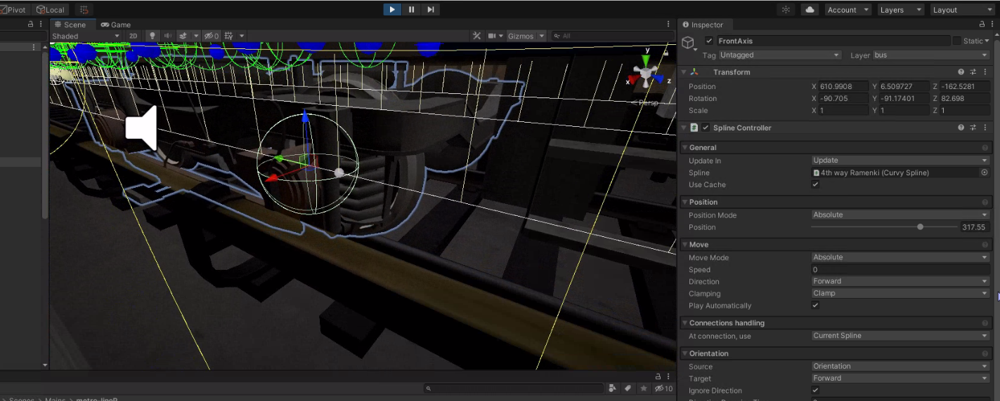 Pivot Local Account Layers Layout
Scene Game Inspector
Shaded 2D 0 Gizmos All
FrontAxis Static
Tag Untagged Layer bus
Transform
Position X 610.9908 Y 6.509727 Z -162.5281
Rotation X -90.705 Y -91.17401 Z 82.698
Scale X 1 Y 1 Z 1
y
x
z
Persp
Spline Controller
General
Update In Update
Spline 4th way Ramenki (Curvy Spline)
Use Cache
Position
Position Mode Absolute
Position 317.55
Move
Move Mode Absolute
Speed 0
Direction Forward
Clamping Clamp
Play Automatically
Connections handling
At connection, use Current Spline
Orientation
Source Orientation
Target Forward
Ignore Direction
10
Scenes > Mains >